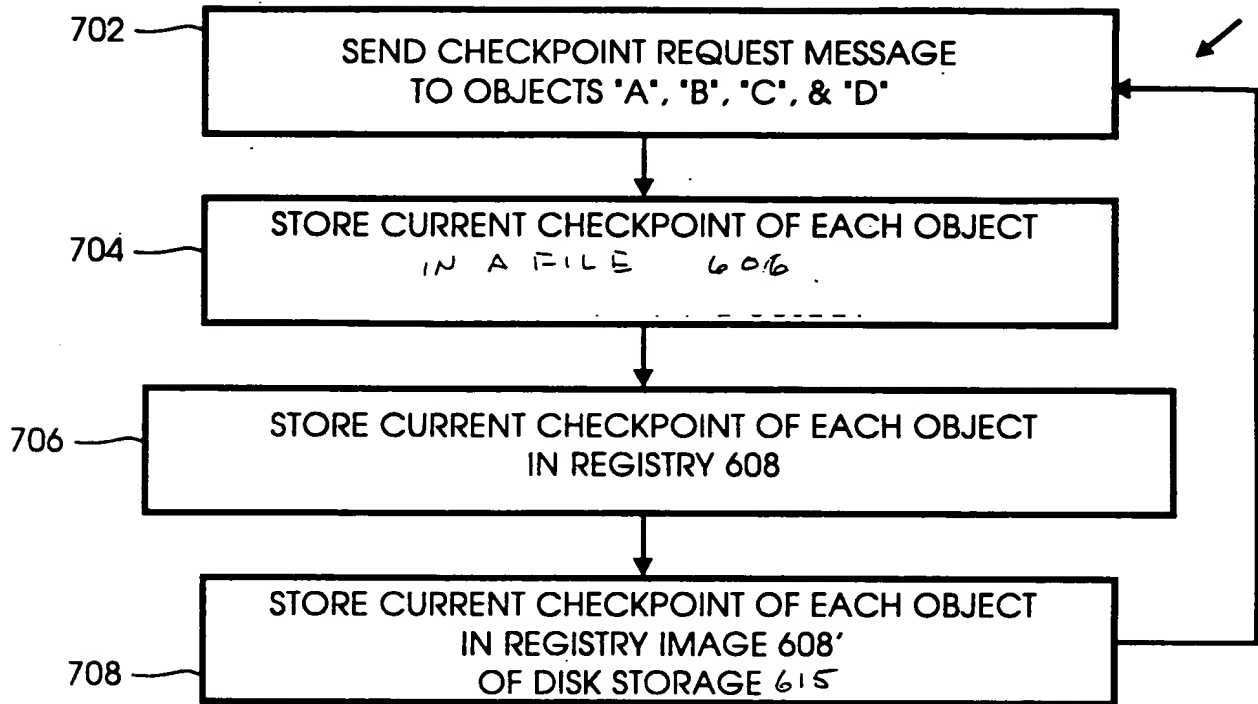 702
SEND CHECKPOINT REQUEST MESSAGE
TO OBJECTS "A", "B", "C", & "D"
704
STORE CURRENT CHECKPOINT OF EACH OBJECT
IN A FILE 606
706
STORE CURRENT CHECKPOINT OF EACH OBJECT
IN REGISTRY 608
708
STORE CURRENT CHECKPOINT OF EACH OBJECT
IN REGISTRY IMAGE 608'
OF DISK STORAGE 615